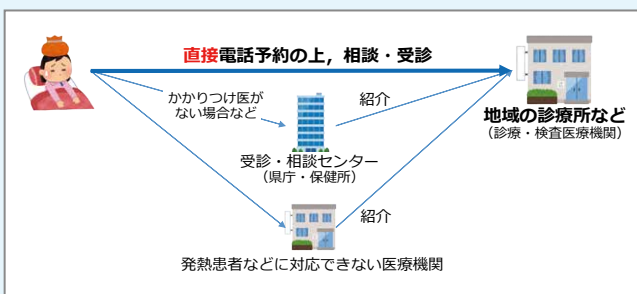 直接電話予約の上，相談・受診
かかりつけ医が
ない場合など
紹介
地域の診療所など
（診療・検査医療機関）
受診・相談センター
（県庁・保健所）
紹介
発熱患者などに対応できない医療機関